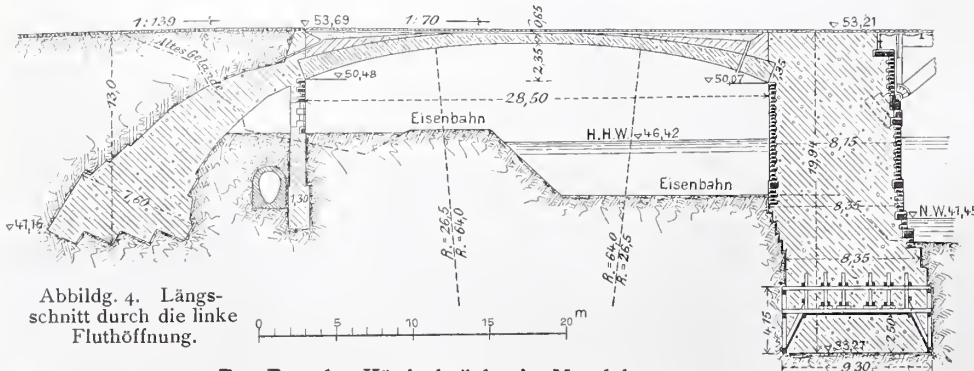 1:139
▽53,69
1:70
0,65
▽53,21
Altes Gelände
13,0
▽50,48
2,35
▽50,07
1,35
28,50
Eisenbahn
H.H.W. ▽46,42
8,15
19,94
Eisenbahn
1,60
1,30
8,35
N.W. 41,45
▽41,16
R.=26,5
R.=64,0
R.=64,0
R.=26,5
8,35
Abbildg. 4. Längs-
schnitt durch die linke
Fluthöffnung.
0 5 10 15 20 m
4,15
2,50
▽33,27
9,30